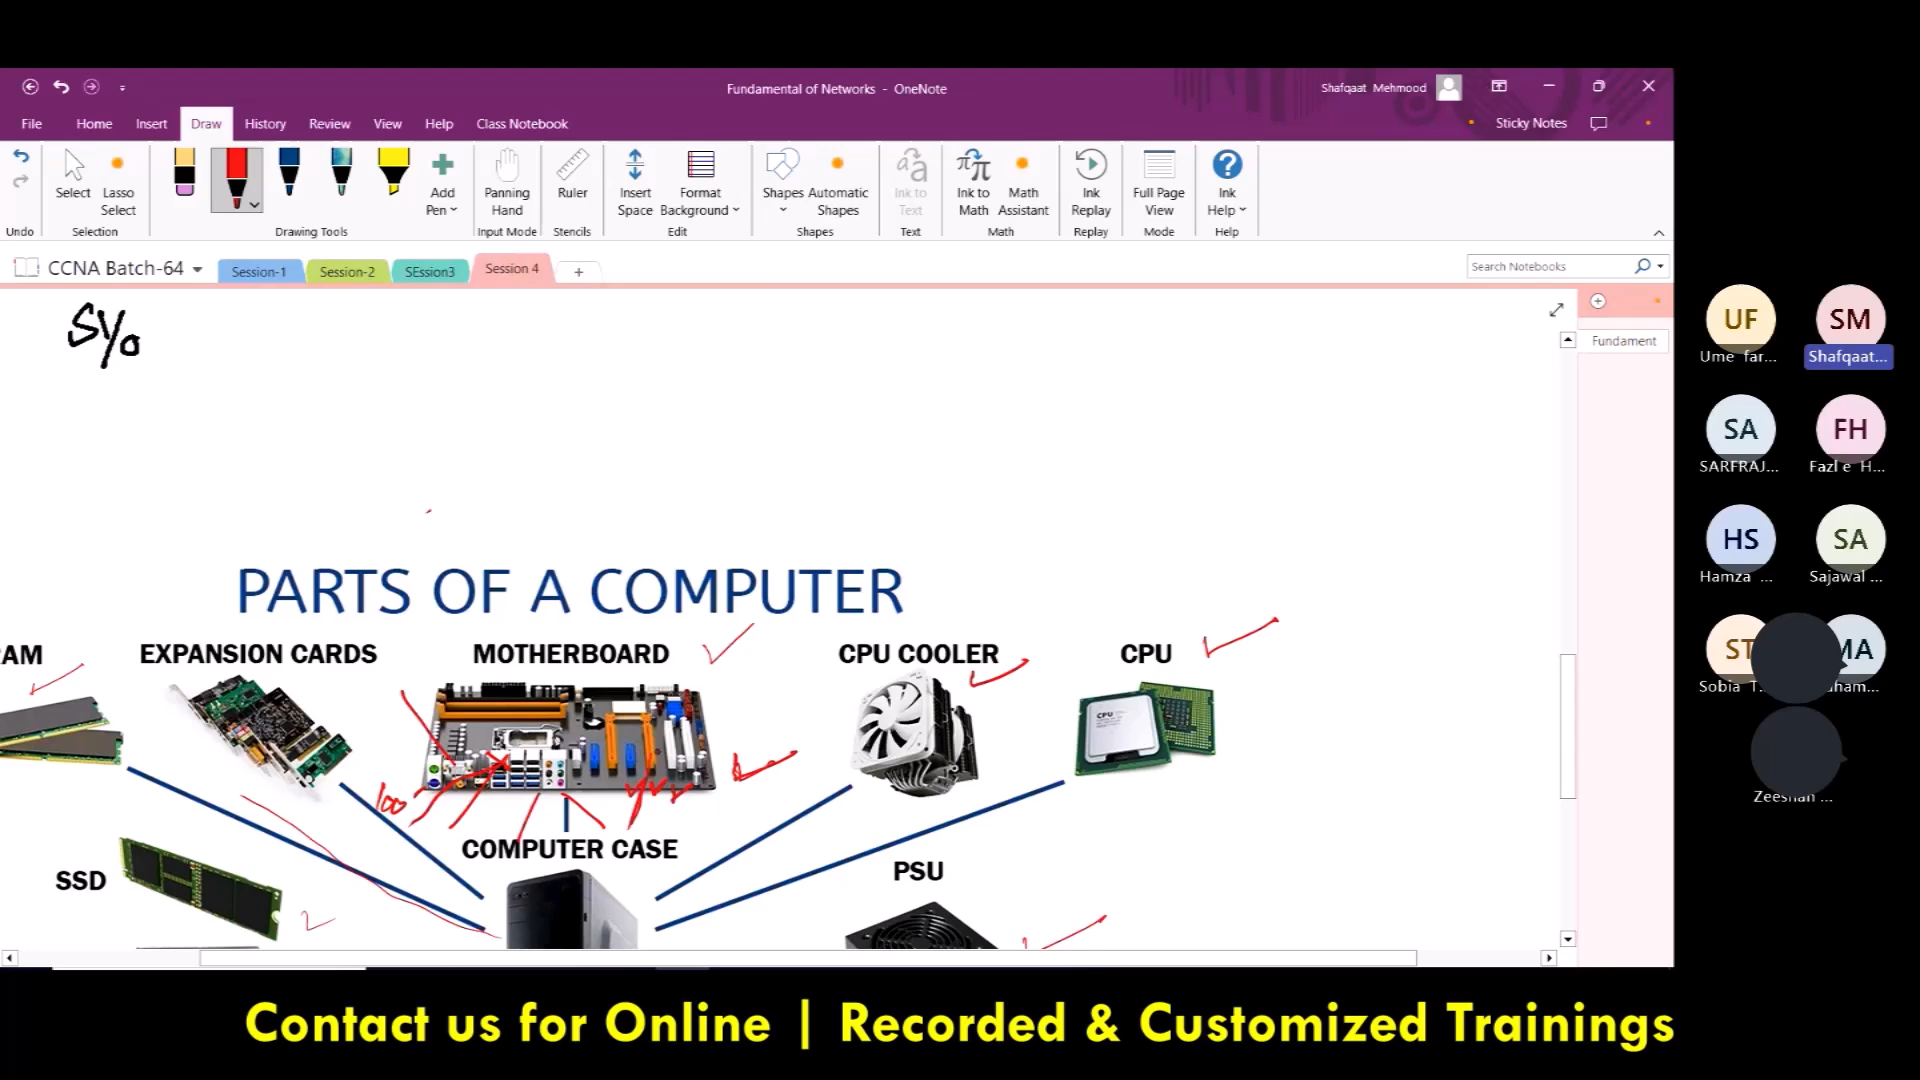 Fundamental of Networks - OneNote
Shafqaat Mehmood
File Home Insert Draw History Review View Help Class Notebook
Sticky Notes
Select
Lasso Select
Add Pen
Panning Hand
Ruler
Insert Space
Format Background
Shapes
Automatic Shapes
Ink to Text
Ink to Math
Math Assistant
Ink Replay
Full Page View
Ink Help
Undo Selection Drawing Tools Input Mode Stencils Edit Shapes Text Math Replay Mode Help
CCNA Batch-64 Session-1 Session-2 SEssion3 Session 4
Search Notebooks
Fundament
PARTS OF A COMPUTER
AM EXPANSION CARDS MOTHERBOARD CPU COOLER CPU
CPU
100
COMPUTER CASE
SSD
PSU
UF SM
Ume far... Shafqaat...
SA FH
SARFRAJ... Fazl e H...
HS SA
Hamza ... Sajawal ...
ST MA
Sobia T... ham...
Zeeshan ...
Contact us for Online | Recorded & Customized Trainings